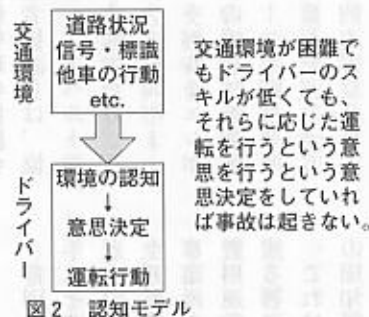 交通環境
道路状況
信号・標識
他車の行動
etc.
ドライバー
環境の認知
↓
意思決定
↓
運転行動
交通環境が困難で
もドライバーのス
キルが低くても、
それらに応じた運
転を行うという意
思を行うという意
思決定をしていれ
ば事故は起きない。
図2 認知モデル